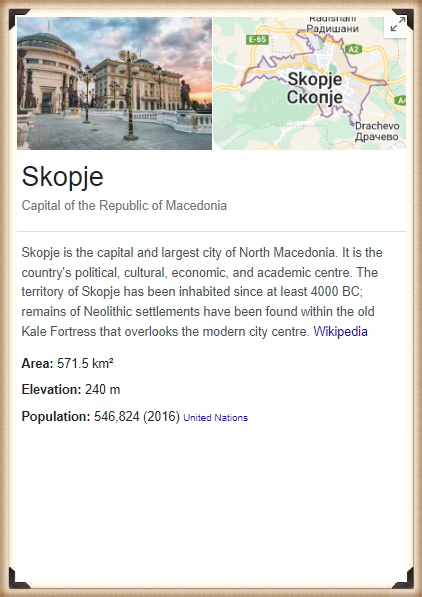 Radishani
Радишани
E-65
A2
Skopje
Скопје
A4
Drachevo
Драчево
Skopje
Capital of the Republic of Macedonia
Skopje is the capital and largest city of North Macedonia. It is the
country's political, cultural, economic, and academic centre. The
territory of Skopje has been inhabited since at least 4000 BC;
remains of Neolithic settlements have been found within the old
Kale Fortress that overlooks the modern city centre. Wikipedia
Area: 571.5 km²
Elevation: 240 m
Population: 546,824 (2016) United Nations